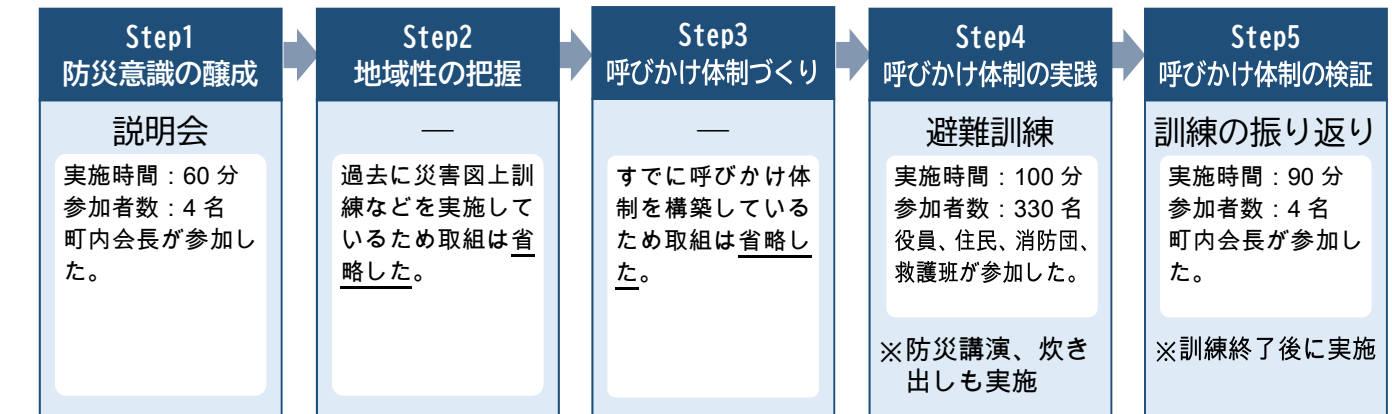 Step1
防災意識の醸成
説明会
実施時間：60 分
参加者数：4 名
町内会長が参加し
た。
Step2
地域性の把握
―
過去に災害図上訓
練などを実施して
いるため取組は省
略した。
Step3
呼びかけ体制づくり
―
すでに呼びかけ体
制を構築している
ため取組は省略し
た。
Step4
呼びかけ体制の実践
避難訓練
実施時間：100 分
参加者数：330 名
役員、住民、消防団、
救護班が参加した。
※防災講演、炊き
出しも実施
Step5
呼びかけ体制の検証
訓練の振り返り
実施時間：90 分
参加者数：4 名
町内会長が参加し
た。
※訓練終了後に実施